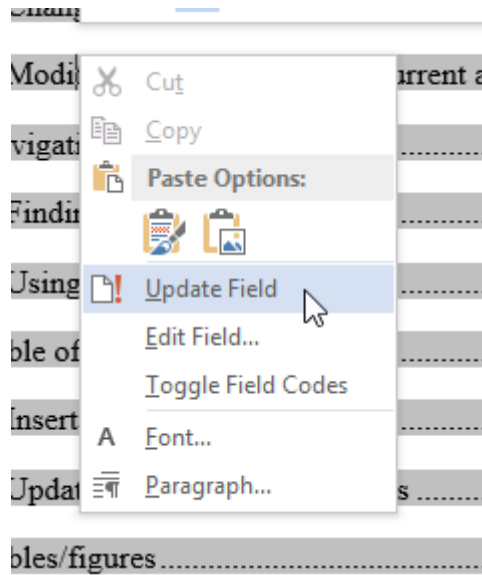 Modi
Cut
urrent a
Copy
vigati
Paste Options:
Findin
Using
Update Field
ble of
Edit Field...
Toggle Field Codes
Insert
A Font...
Updat
Paragraph...
s
bles/figures